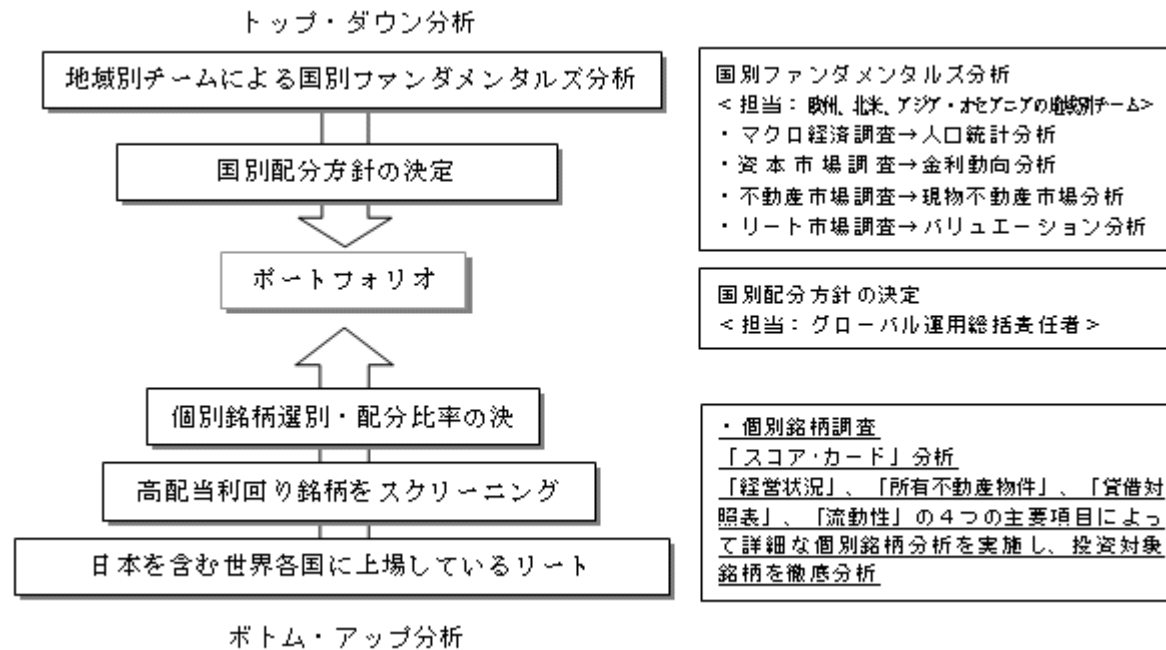 トップ・ダウン分析
地域別チームによる国別ファンダメンタルズ分析
国別配分方針の決定
ポートフォリオ
個別銘柄選別・配分比率の決
高配当利回り銘柄をスクリーニング
日本を含む世界各国に上場しているリート
ボトム・アップ分析
国別ファンダメンタルズ分析
<担当：欧州、北米、アジア・オセアニアの地域別チーム>
・マクロ経済調査→人口統計分析
・資本市場調査→金利動向分析
・不動産市場調査→現物不動産市場分析
・リート市場調査→バリュエーション分析
国別配分方針の決定
<担当：グローバル運用総括責任者>
・個別銘柄調査
「スコア・カード」分析
「経営状況」、「所有不動産物件」、「貸借対
照表」、「流動性」の４つの主要項目によっ
て詳細な個別銘柄分析を実施し、投資対象
銘柄を徹底分析